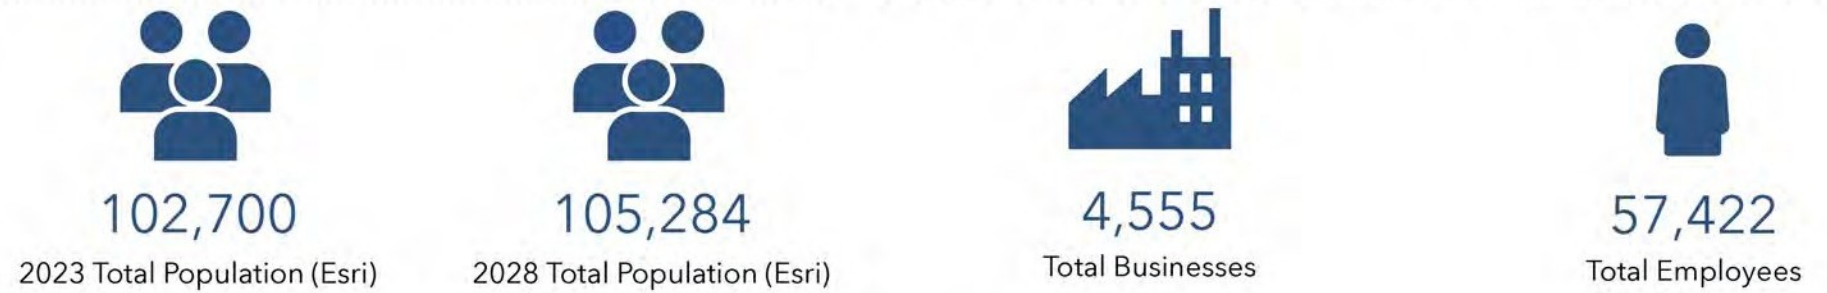 102,700
2023 Total Population (Esri)
105,284
2028 Total Population (Esri)
4,555
Total Businesses
57,422
Total Employees